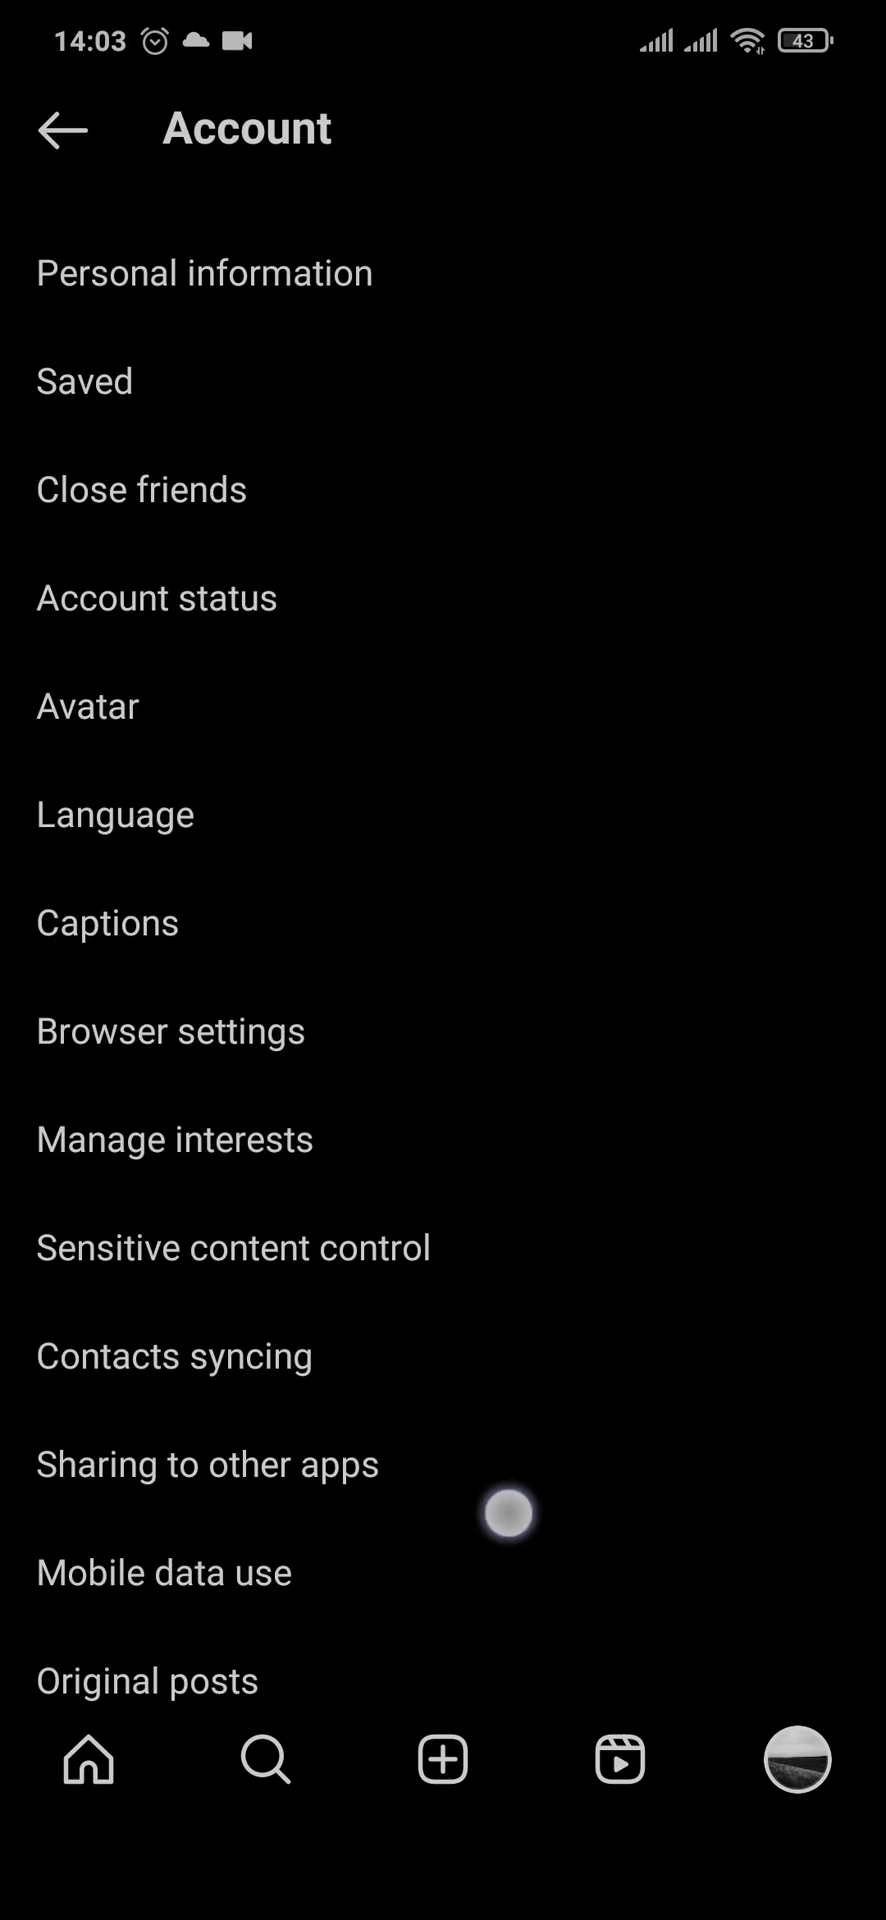 14:03
43
Account
Personal information
Saved
Close friends
Account status
Avatar
Language
Captions
Browser settings
Manage interests
Sensitive content control
Contacts syncing
Sharing to other apps
Mobile data use
Original posts